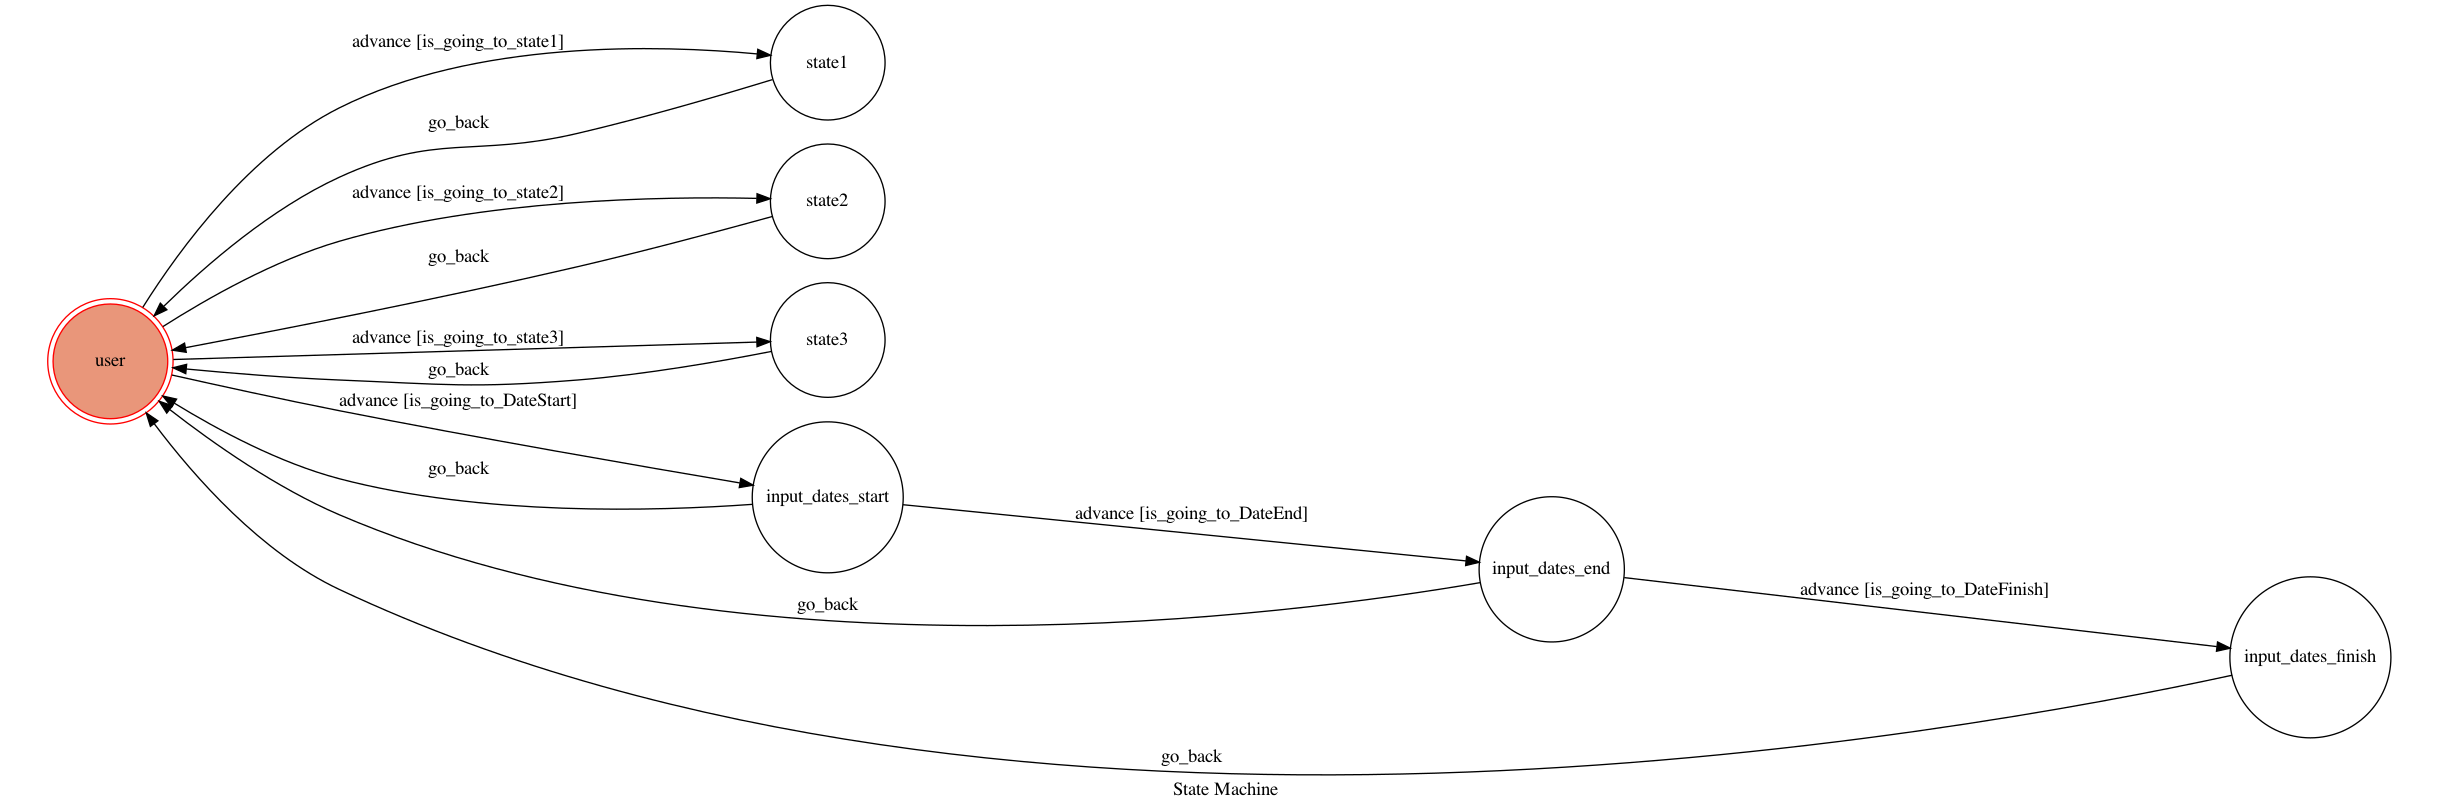 advance [is_going_to_state1]
state1
go_back
advance [is_going_to_state2]
state2
go_back
advance [is_going_to_state3]
state3
user
go_back
advance [is_going_to_DateStart]
go_back
input_dates_start
advance [is_going_to_DateEnd]
input_dates_end
go_back
advance [is_going_to_DateFinish]
input_dates_finish
go_back
State Machine